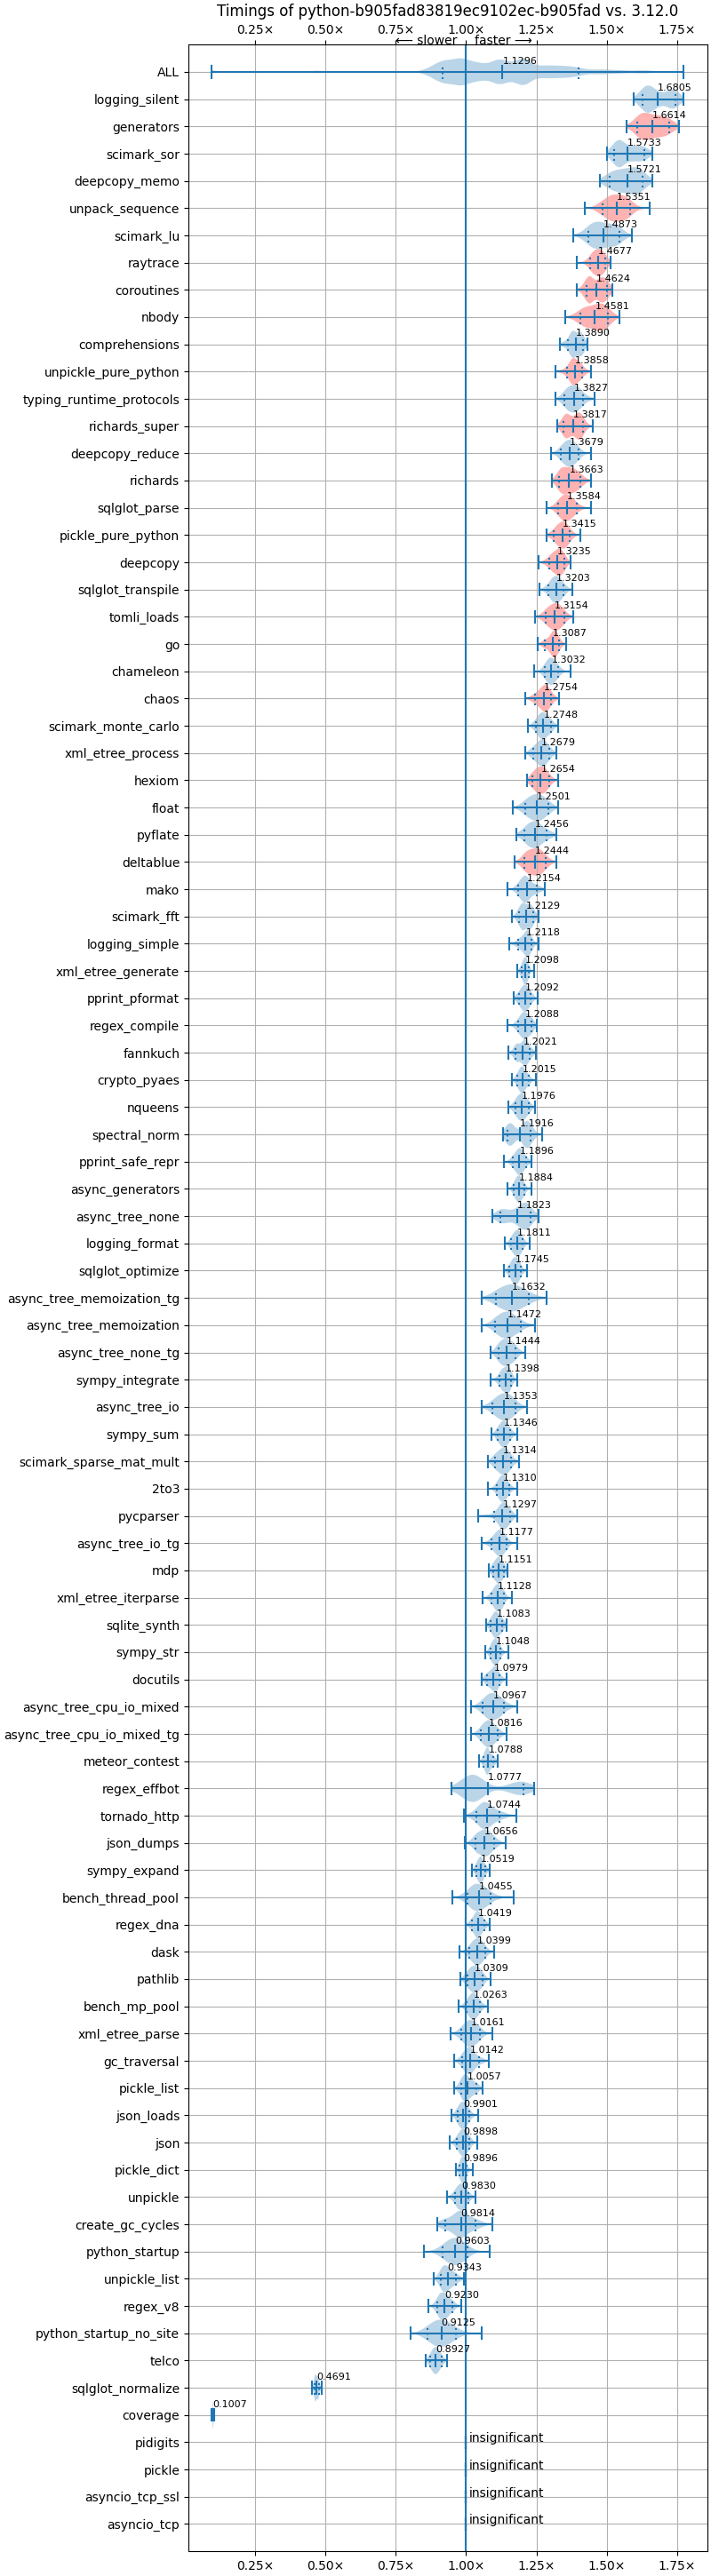 Timings of python-b905fad83819ec9102ec-b905fad vs. 3.12.0
0.25× 0.50× 0.75× 1.00× 1.25× 1.50× 1.75×
⟵ slower faster ⟶
ALL 1.1296
logging_silent 1.6805
generators 1.6614
scimark_sor 1.5733
deepcopy_memo 1.5721
unpack_sequence 1.5351
scimark_lu 1.4873
raytrace 1.4677
coroutines 1.4624
nbody 1.4581
comprehensions 1.3890
unpickle_pure_python 1.3858
typing_runtime_protocols 1.3827
richards_super 1.3817
deepcopy_reduce 1.3679
richards 1.3663
sqlglot_parse 1.3584
pickle_pure_python 1.3415
deepcopy 1.3235
sqlglot_transpile 1.3203
tomli_loads 1.3154
go 1.3087
chameleon 1.3032
chaos 1.2754
scimark_monte_carlo 1.2748
xml_etree_process 1.2679
hexiom 1.2654
float 1.2501
pyflate 1.2456
deltablue 1.2444
mako 1.2154
scimark_fft 1.2129
logging_simple 1.2118
xml_etree_generate 1.2098
pprint_pformat 1.2092
regex_compile 1.2088
fannkuch 1.2021
crypto_pyaes 1.2015
nqueens 1.1976
spectral_norm 1.1916
pprint_safe_repr 1.1896
async_generators 1.1884
async_tree_none 1.1823
logging_format 1.1811
sqlglot_optimize 1.1745
async_tree_memoization_tg 1.1632
async_tree_memoization 1.1472
async_tree_none_tg 1.1444
sympy_integrate 1.1398
async_tree_io 1.1353
sympy_sum 1.1346
scimark_sparse_mat_mult 1.1314
2to3 1.1310
pycparser 1.1297
async_tree_io_tg 1.1177
mdp 1.1151
xml_etree_iterparse 1.1128
sqlite_synth 1.1083
sympy_str 1.1048
docutils 1.0979
async_tree_cpu_io_mixed 1.0967
async_tree_cpu_io_mixed_tg 1.0816
meteor_contest 1.0788
regex_effbot 1.0777
tornado_http 1.0744
json_dumps 1.0656
sympy_expand 1.0519
bench_thread_pool 1.0455
regex_dna 1.0419
dask 1.0399
pathlib 1.0309
bench_mp_pool 1.0263
xml_etree_parse 1.0161
gc_traversal 1.0142
pickle_list 1.0057
json_loads 0.9901
json 0.9898
pickle_dict 0.9896
unpickle 0.9830
create_gc_cycles 0.9814
python_startup 0.9603
unpickle_list 0.9343
regex_v8 0.9230
python_startup_no_site 0.9125
telco 0.8927
sqlglot_normalize 0.4691
coverage 0.1007
pidigits insignificant
pickle insignificant
asyncio_tcp_ssl insignificant
asyncio_tcp insignificant
0.25× 0.50× 0.75× 1.00× 1.25× 1.50× 1.75×